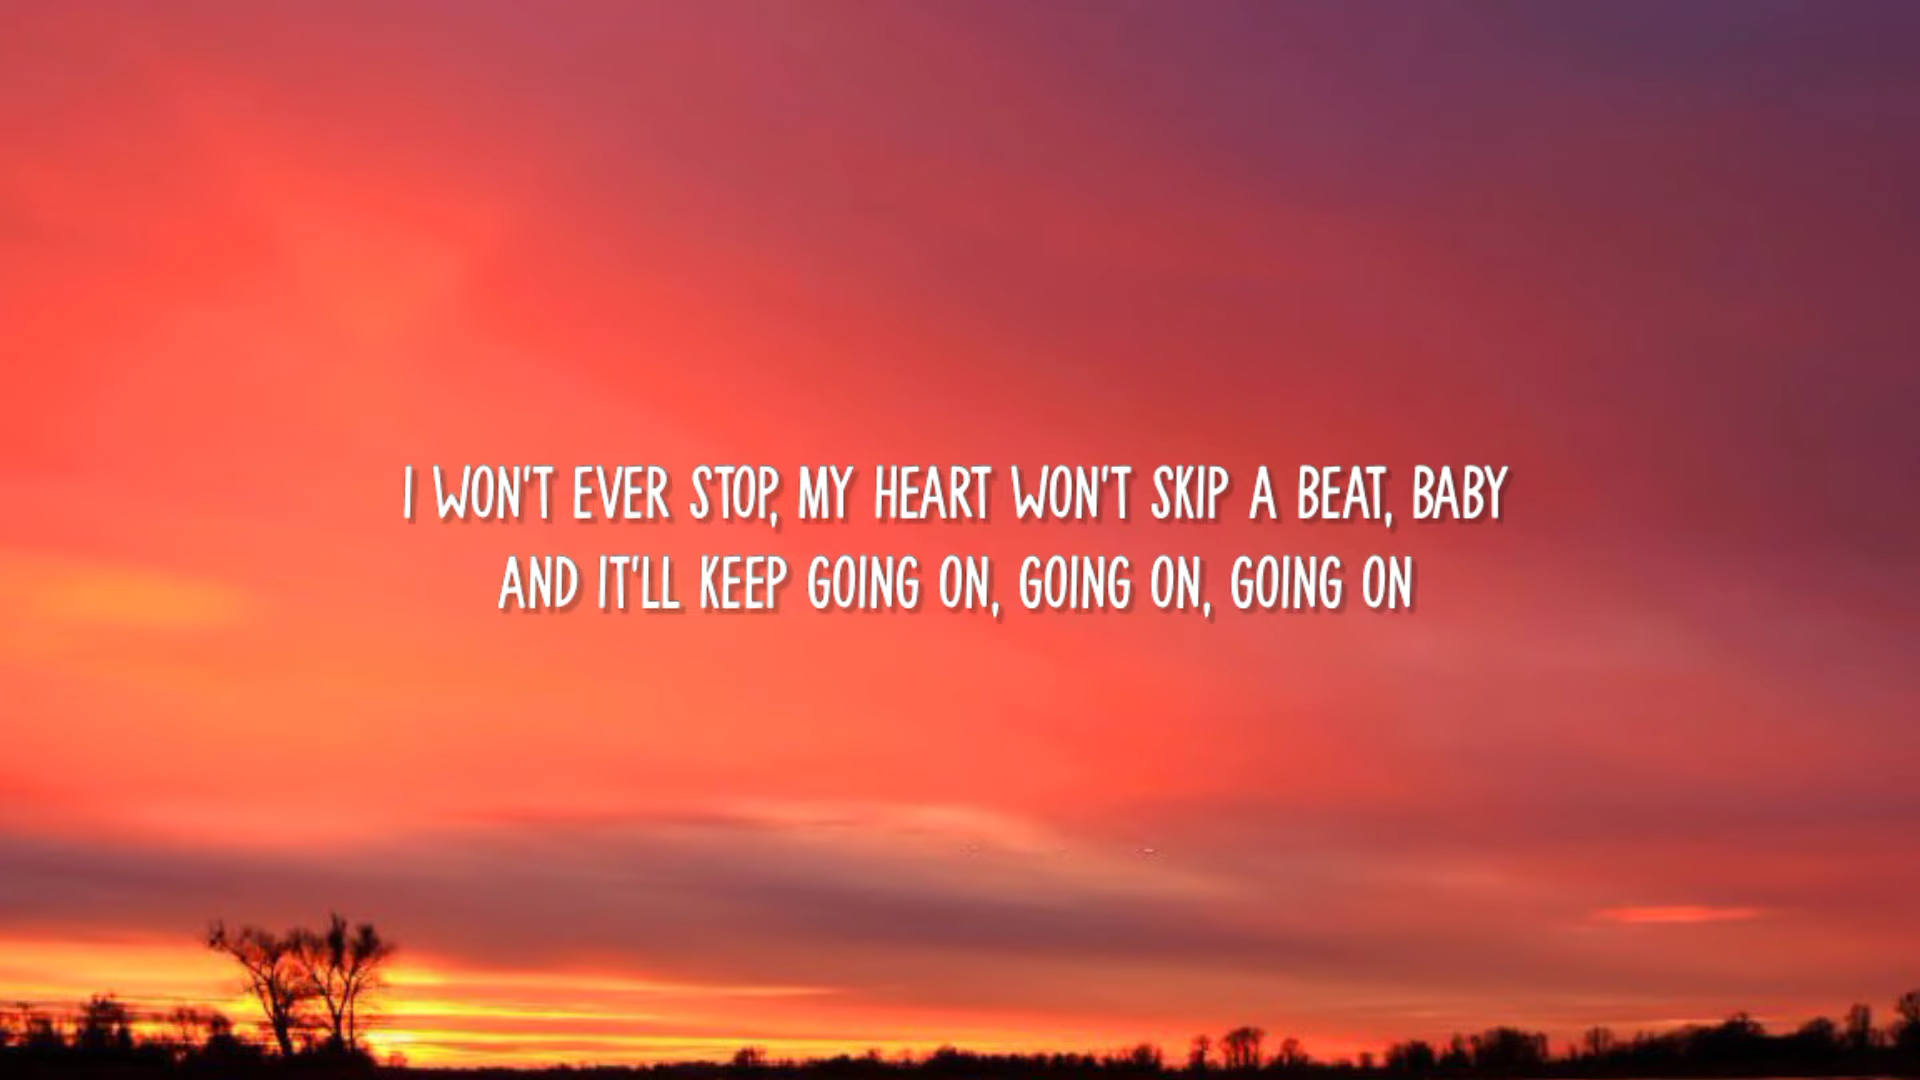 I WON'T EVER STOP, MY HEART WON'T SKIP A BEAT, BABY
AND IT'LL KEEP GOING ON, GOING ON, GOING ON